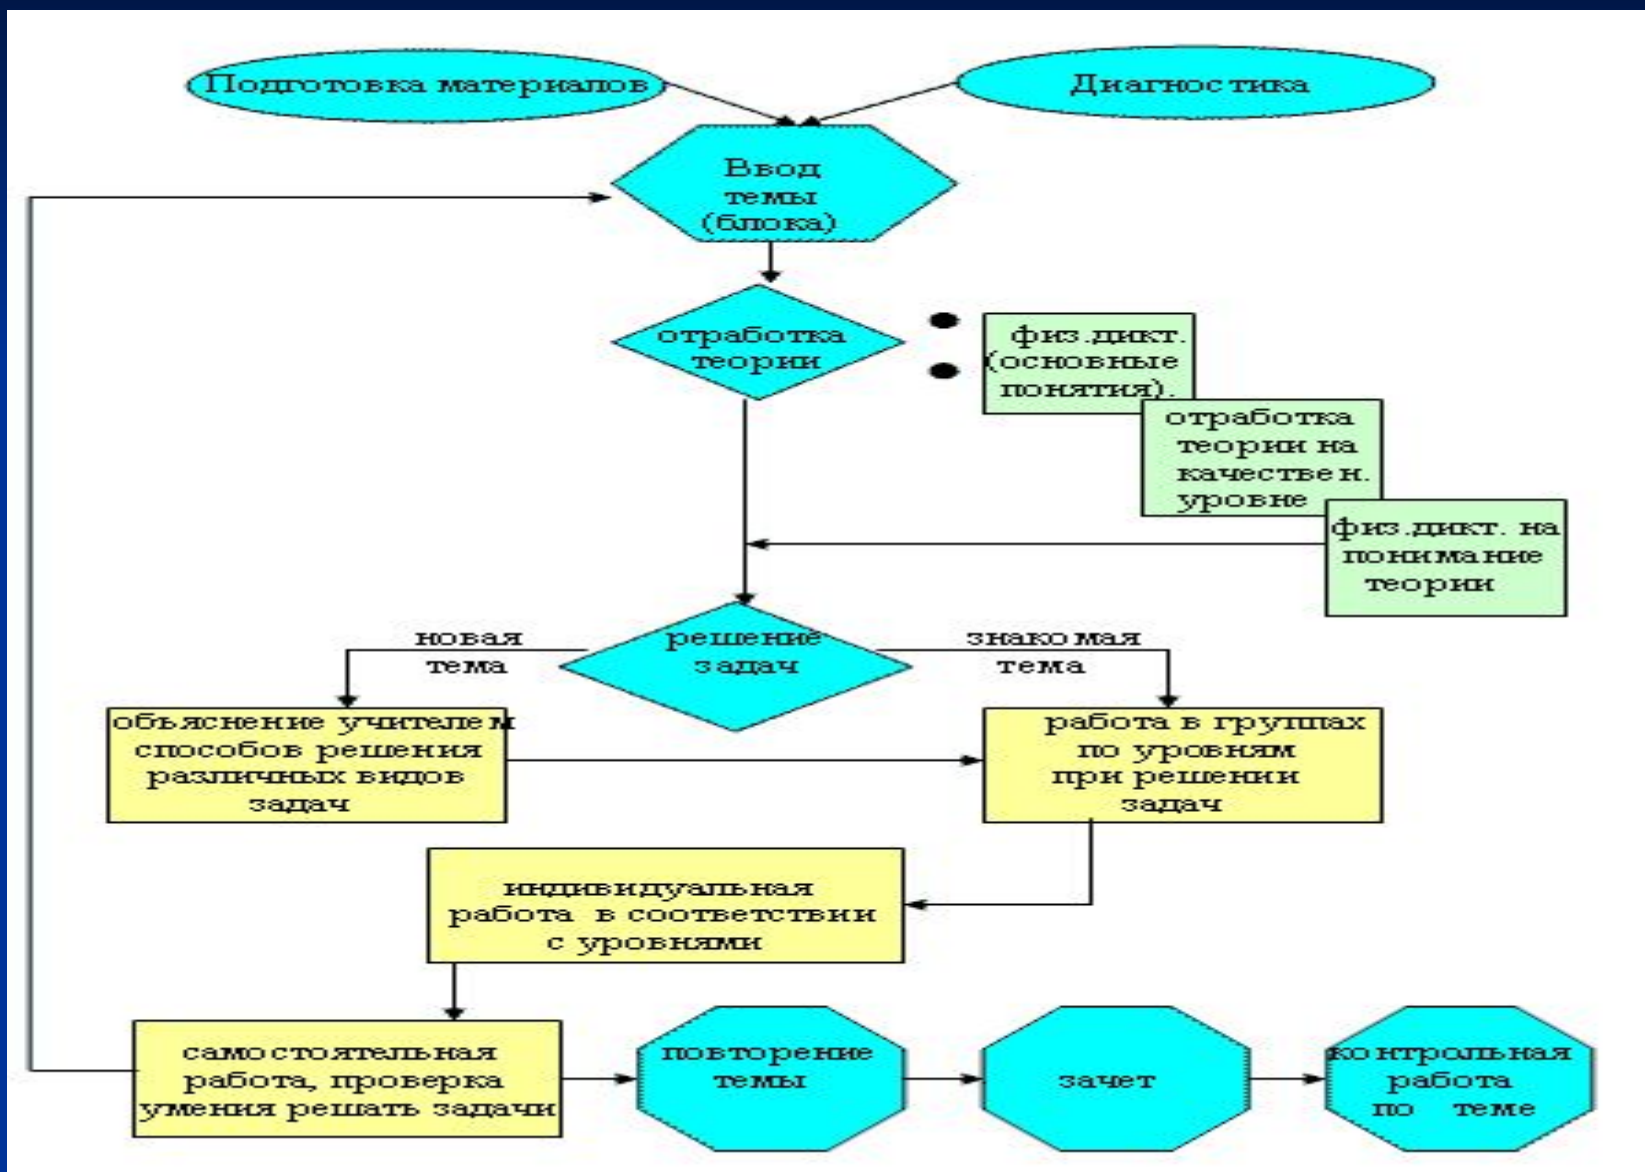 Подготовка материалов
Диагностика
Ввод
темы
(блока)
отработка
теории
физ.дикт.
(основные
понятия).
отработка
теории на
качествен.
уровне
физ.дикт. на
понимание
теории
новая
тема
решение
задач
знакомая
тема
объяснение учителем
способов решения
различных видов
задач
работа в группах
по уровням
при решении
задач
индивидуальная
работа в соответствии
с уровнями
самостоятельная
работа, проверка
умения решать задачи
повторение
темы
зачет
контрольная
работа
по теме